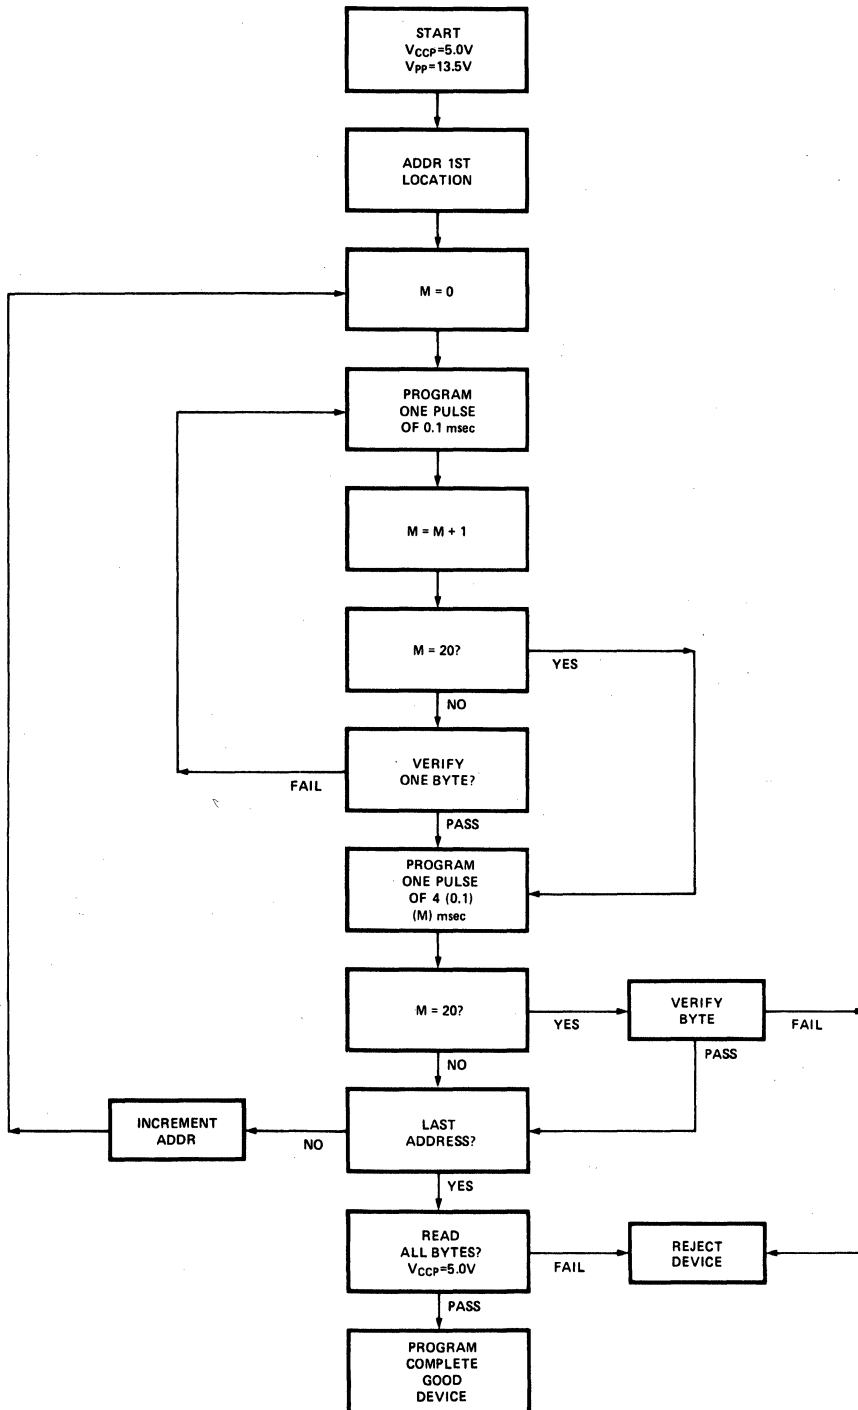 START
VCCP=5.0V
VPP=13.5V
ADDR 1ST
LOCATION
M = 0
PROGRAM
ONE PULSE
OF 0.1 msec
M = M + 1
M = 20?
YES
NO
VERIFY
ONE BYTE?
FAIL
PASS
PROGRAM
ONE PULSE
OF 4 (0.1)
(M) msec
M = 20?
YES
VERIFY
BYTE
FAIL
PASS
NO
INCREMENT
ADDR
NO
LAST
ADDRESS?
YES
READ
ALL BYTES?
VCCP=5.0V
FAIL
REJECT
DEVICE
PASS
PROGRAM
COMPLETE
GOOD
DEVICE